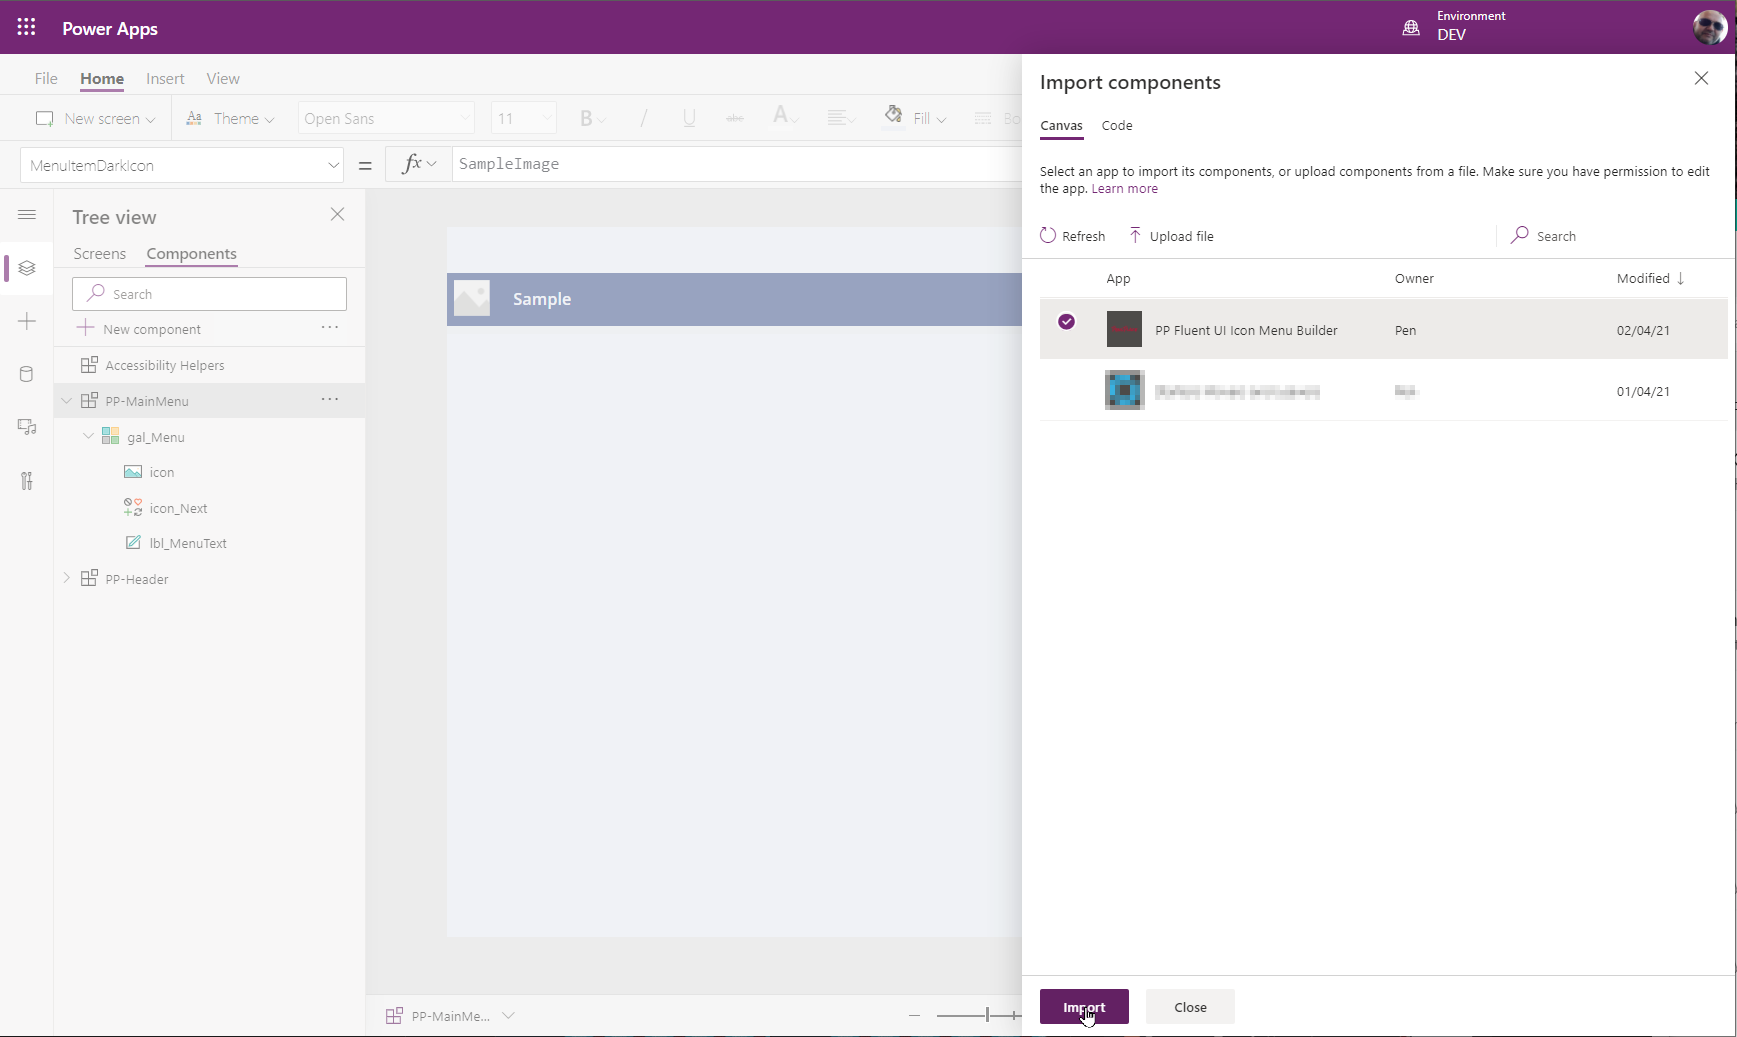 Power Apps
Environment
DEV
File Home Insert View
New screen Theme Open Sans 11 B / U abc A Fill Bo
MenuItemDarkIcon = fx SampleImage
Tree view
Screens Components
Search
New component ...
Accessibility Helpers
PP-MainMenu ...
gal_Menu
icon
icon_Next
lbl_MenuText
PP-Header
Sample
PP-MainMe...
Import components
Canvas Code
Select an app to import its components, or upload components from a file. Make sure you have permission to edit
the app. Learn more
Refresh Upload file Search
App Owner Modified ↓
PP Fluent UI Icon Menu Builder Pen 02/04/21
01/04/21
Import Close